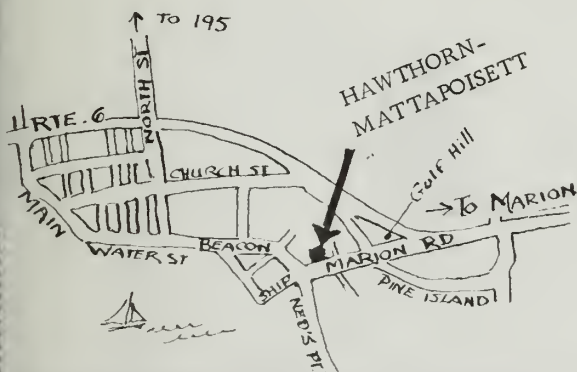 ↑ TO 195
NORTH ST
HAWTHORN-
MATTAPOISETT
RTE. 6
CHURCH ST
Gulf Hill
→ To MARION
MAIN
WATER ST
BEACON
SHIP
MARION RD
PINE ISLAND
NED'S PT.